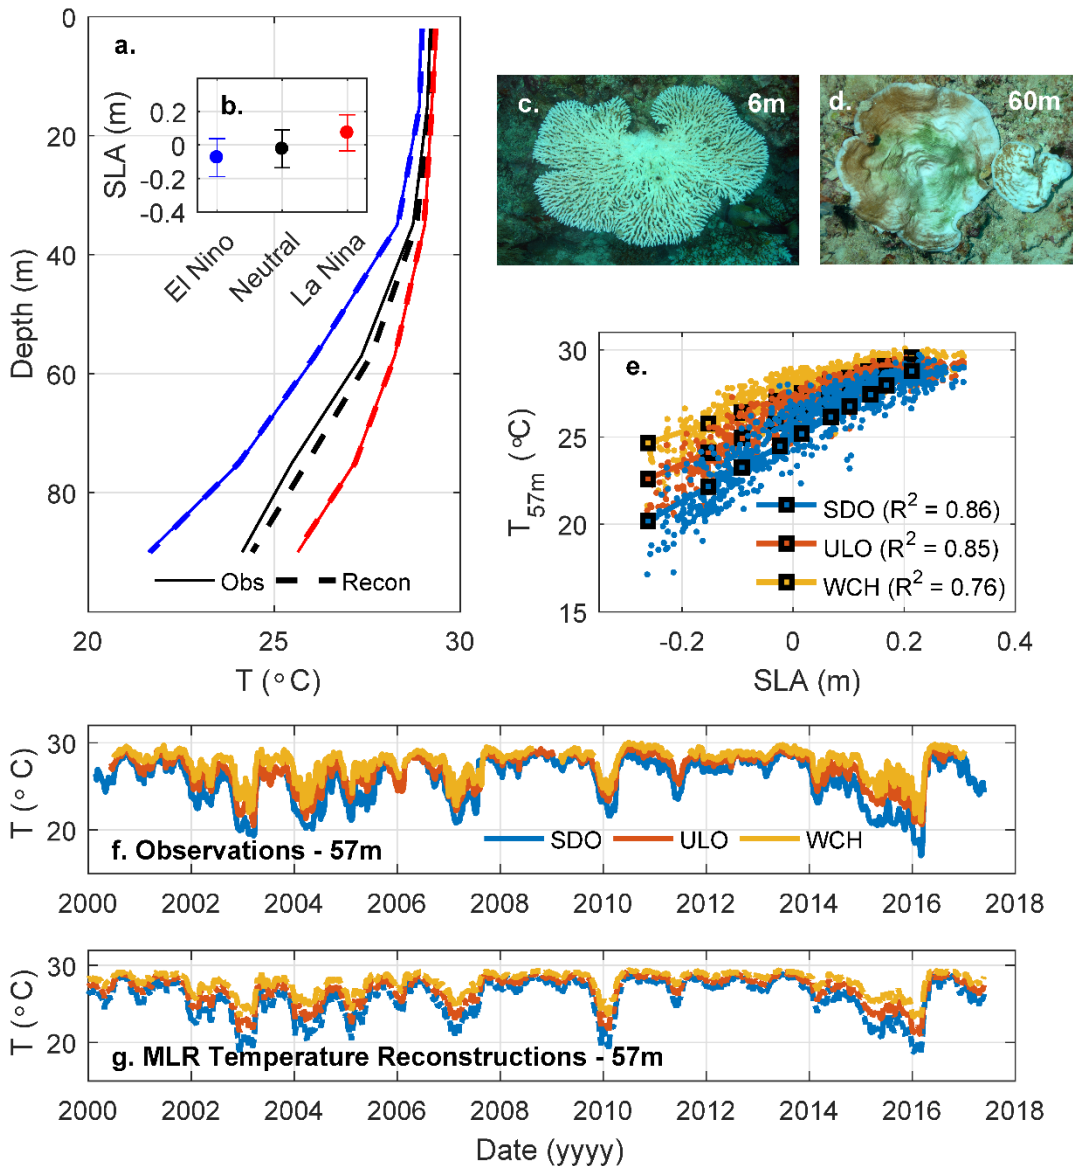 0
20
40
60
80
Depth (m)
a.
20
25
30
T (°C)
Obs
Recon
b.
0.2
0
-0.2
-0.4
SLA (m)
El Nino
Neutral
La Nina
c.
6m
d.
60m
e.
30
25
20
15
T57m (°C)
SDO (R2 = 0.86)
ULO (R2 = 0.85)
WCH (R2 = 0.76)
-0.2
0
0.2
0.4
SLA (m)
30
20
T (° C)
f. Observations - 57m
SDO
ULO
WCH
2000 2002 2004 2006 2008 2010 2012 2014 2016 2018
30
20
T (° C)
g. MLR Temperature Reconstructions - 57m
2000 2002 2004 2006 2008 2010 2012 2014 2016 2018
Date (yyyy)